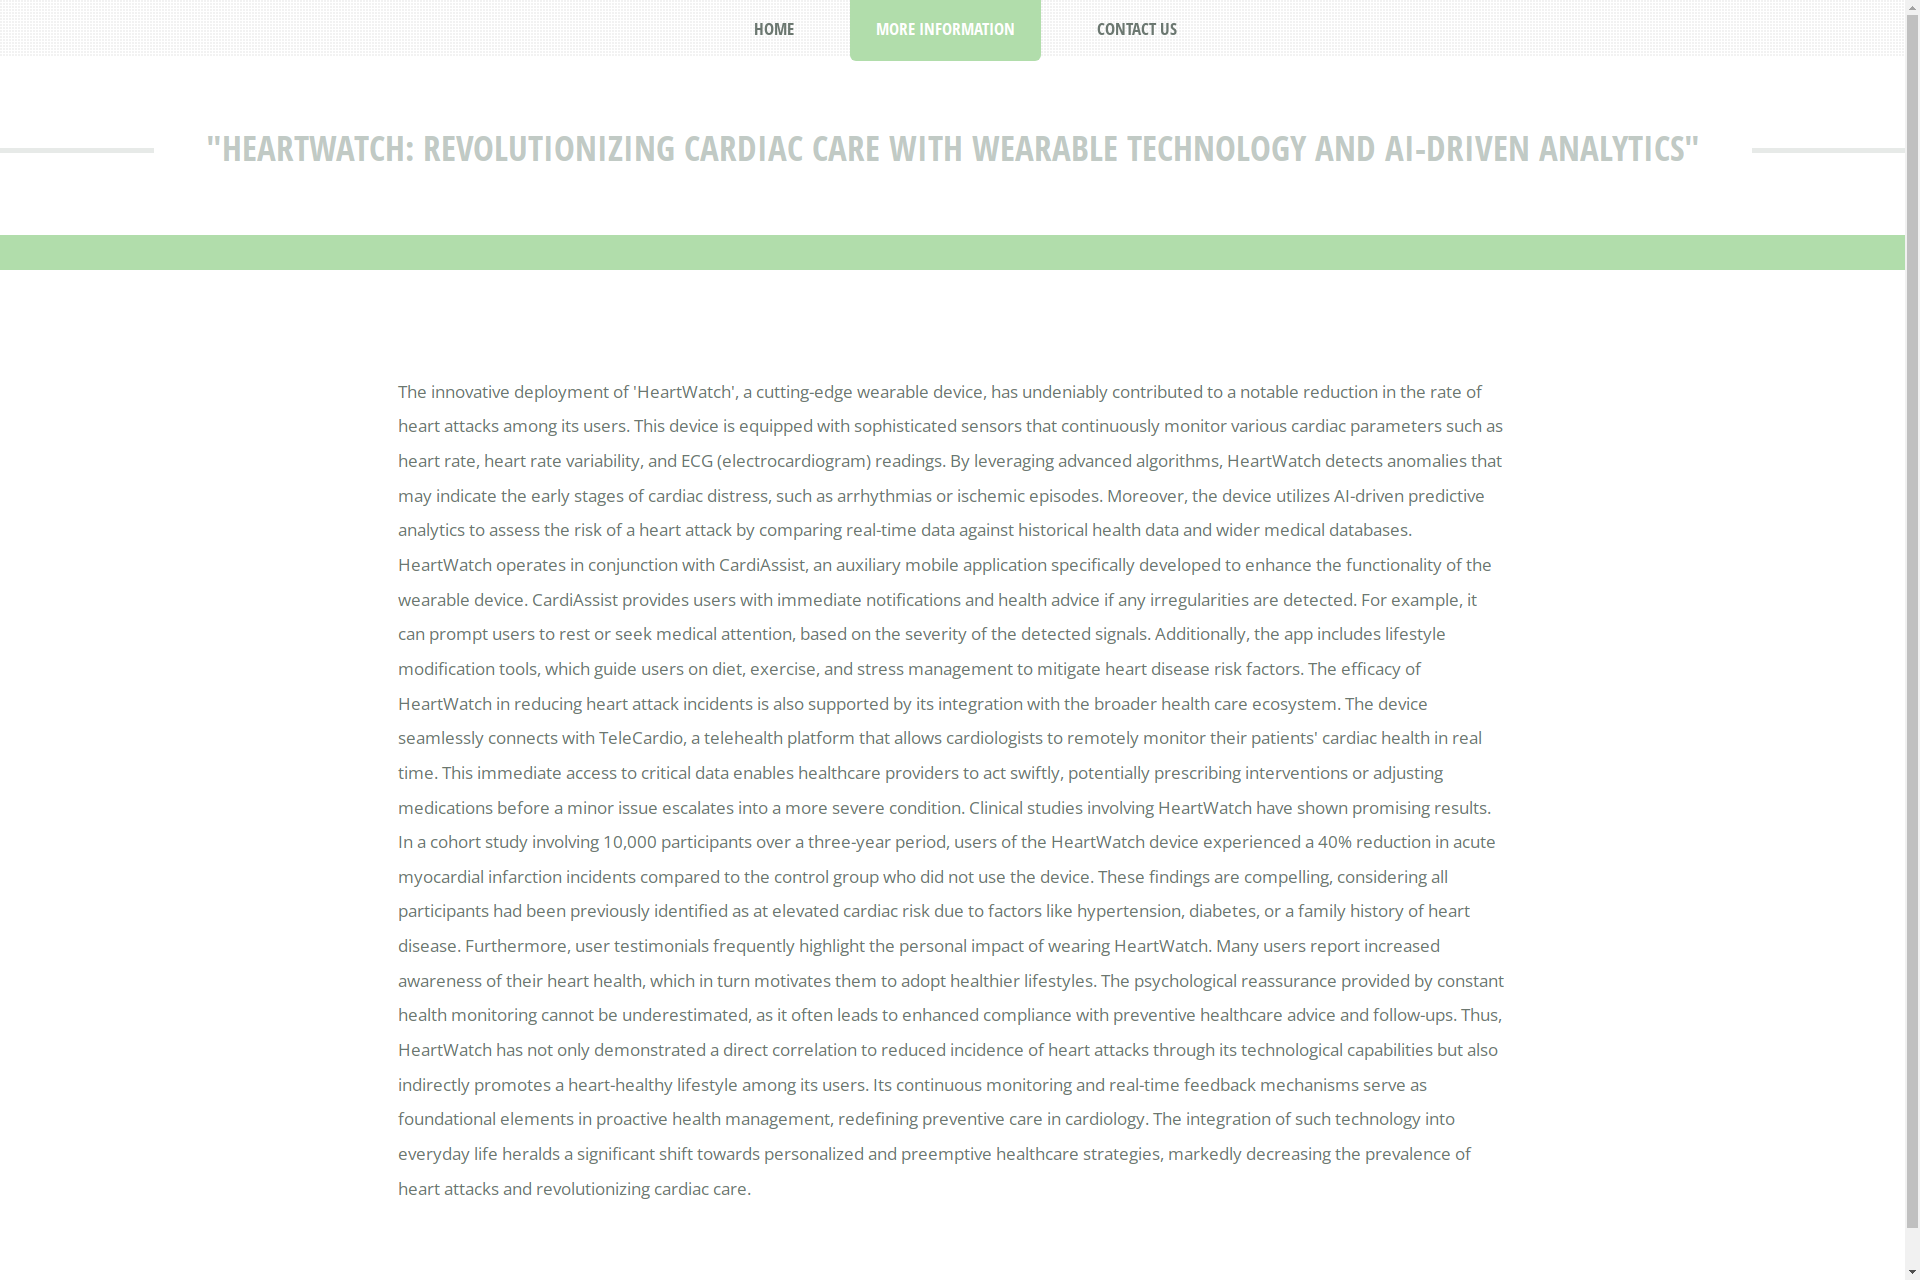 HOME
MORE INFORMATION
CONTACT US
"HEARTWATCH: REVOLUTIONIZING CARDIAC CARE WITH WEARABLE TECHNOLOGY AND AI-DRIVEN ANALYTICS"
The innovative deployment of 'HeartWatch', a cutting-edge wearable device, has undeniably contributed to a notable reduction in the rate of
heart attacks among its users. This device is equipped with sophisticated sensors that continuously monitor various cardiac parameters such as
heart rate, heart rate variability, and ECG (electrocardiogram) readings. By leveraging advanced algorithms, HeartWatch detects anomalies that
may indicate the early stages of cardiac distress, such as arrhythmias or ischemic episodes. Moreover, the device utilizes AI-driven predictive
analytics to assess the risk of a heart attack by comparing real-time data against historical health data and wider medical databases.
HeartWatch operates in conjunction with CardiAssist, an auxiliary mobile application specifically developed to enhance the functionality of the
wearable device. CardiAssist provides users with immediate notifications and health advice if any irregularities are detected. For example, it
can prompt users to rest or seek medical attention, based on the severity of the detected signals. Additionally, the app includes lifestyle
modification tools, which guide users on diet, exercise, and stress management to mitigate heart disease risk factors. The efficacy of
HeartWatch in reducing heart attack incidents is also supported by its integration with the broader health care ecosystem. The device
seamlessly connects with TeleCardio, a telehealth platform that allows cardiologists to remotely monitor their patients' cardiac health in real
time. This immediate access to critical data enables healthcare providers to act swiftly, potentially prescribing interventions or adjusting
medications before a minor issue escalates into a more severe condition. Clinical studies involving HeartWatch have shown promising results.
In a cohort study involving 10,000 participants over a three-year period, users of the HeartWatch device experienced a 40% reduction in acute
myocardial infarction incidents compared to the control group who did not use the device. These findings are compelling, considering all
participants had been previously identified as at elevated cardiac risk due to factors like hypertension, diabetes, or a family history of heart
disease. Furthermore, user testimonials frequently highlight the personal impact of wearing HeartWatch. Many users report increased
awareness of their heart health, which in turn motivates them to adopt healthier lifestyles. The psychological reassurance provided by constant
health monitoring cannot be underestimated, as it often leads to enhanced compliance with preventive healthcare advice and follow-ups. Thus,
HeartWatch has not only demonstrated a direct correlation to reduced incidence of heart attacks through its technological capabilities but also
indirectly promotes a heart-healthy lifestyle among its users. Its continuous monitoring and real-time feedback mechanisms serve as
foundational elements in proactive health management, redefining preventive care in cardiology. The integration of such technology into
everyday life heralds a significant shift towards personalized and preemptive healthcare strategies, markedly decreasing the prevalence of
heart attacks and revolutionizing cardiac care.